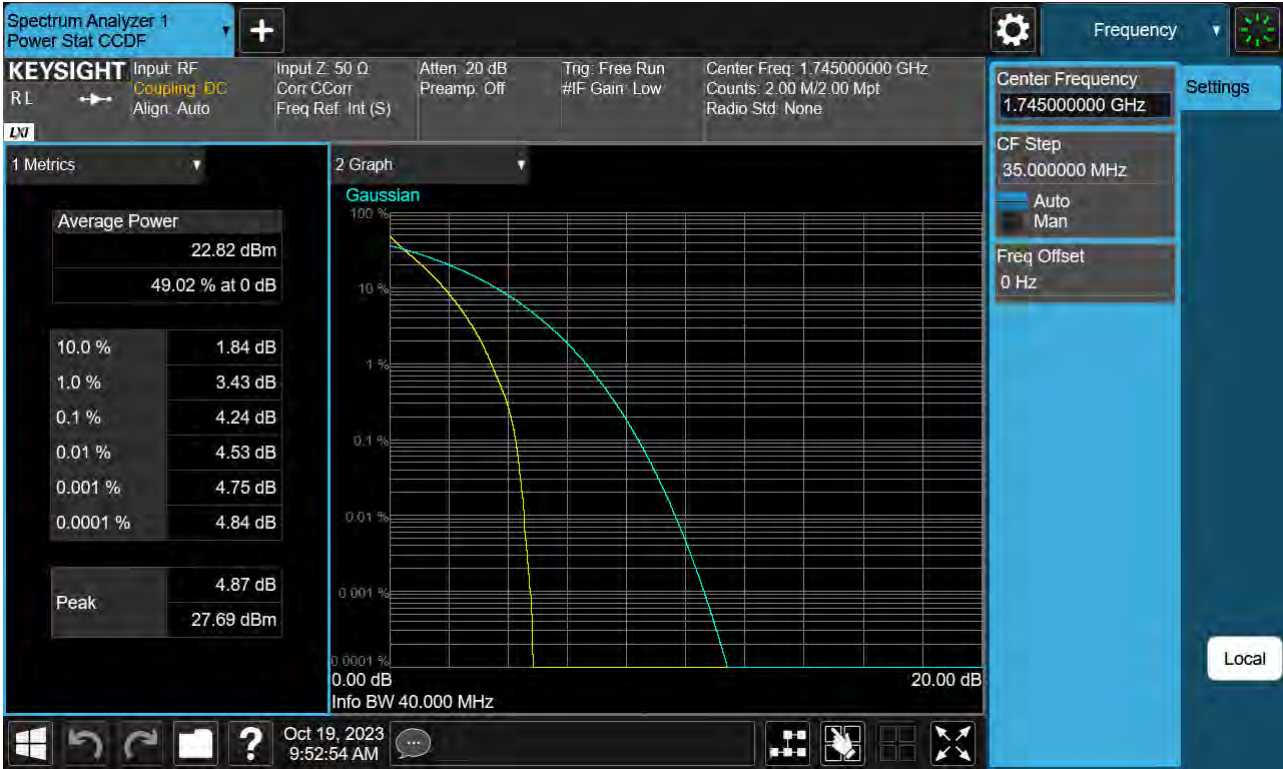 Spectrum Analyzer 1
Power Stat CCDF
+
Frequency
KEYSIGHT
R L
LXI
Input: RF
Coupling: DC
Align: Auto
Input Z: 50 Ω
Corr CCorr
Freq Ref: Int (S)
Atten: 20 dB
Preamp: Off
Trig: Free Run
#IF Gain: Low
Center Freq: 1.745000000 GHz
Counts: 2.00 M/2.00 Mpt
Radio Std: None
Center Frequency
1.745000000 GHz
Settings
CF Step
35.000000 MHz
Auto
Man
Freq Offset
0 Hz
1 Metrics
Average Power
22.82 dBm
49.02 % at 0 dB
10.0 % 1.84 dB
1.0 % 3.43 dB
0.1 % 4.24 dB
0.01 % 4.53 dB
0.001 % 4.75 dB
0.0001 % 4.84 dB
Peak
4.87 dB
27.69 dBm
2 Graph
Gaussian
100 %
10 %
1 %
0.1 %
0.01 %
0.001 %
0.0001 %
0.00 dB 20.00 dB
Info BW 40.000 MHz
Local
?
Oct 19, 2023
9:52:54 AM